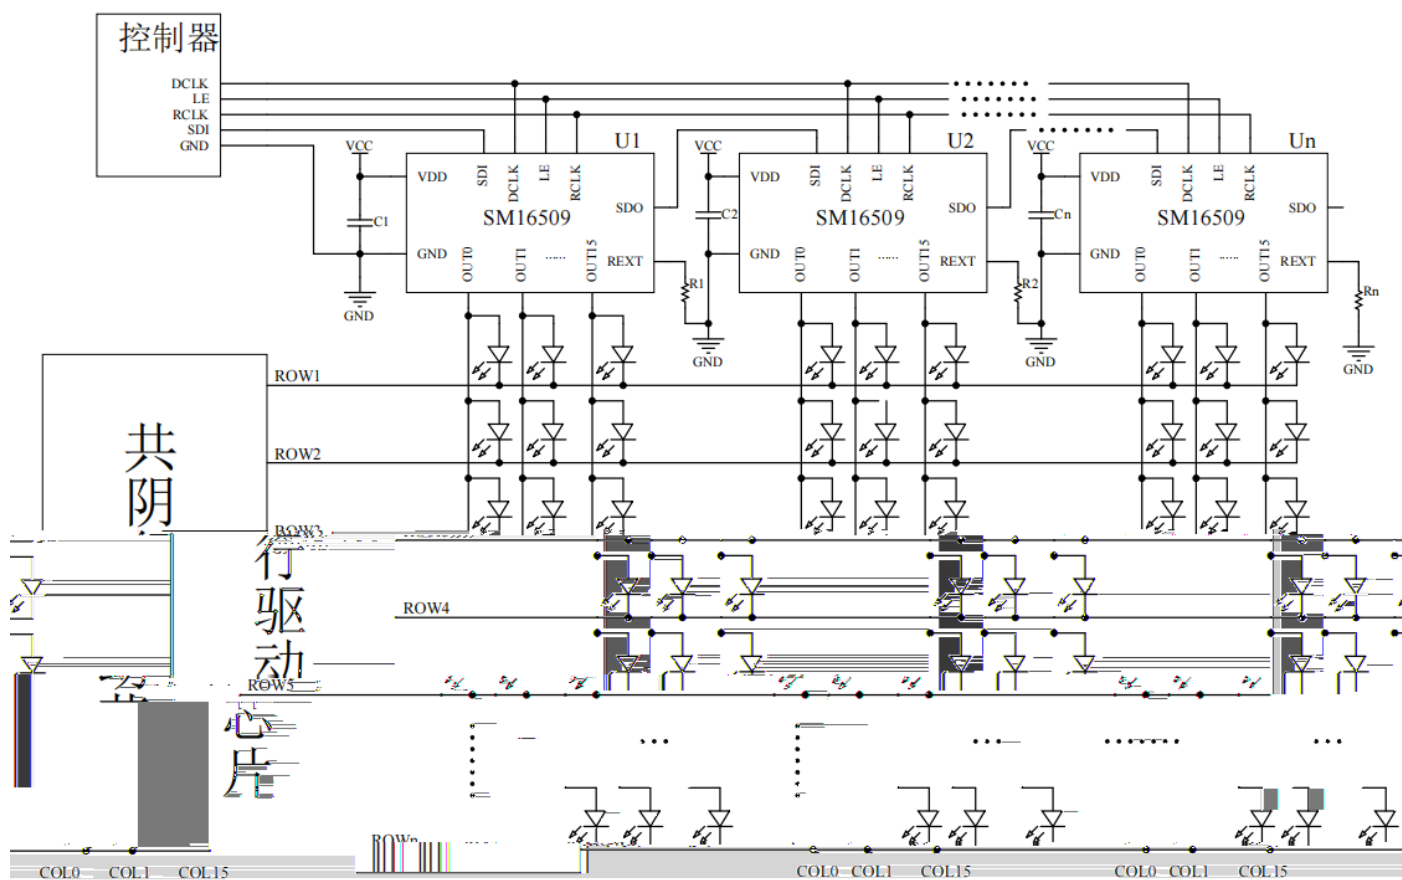 控制器
DCLK
LE
RCLK
SDI
GND
U1
U2
Un
VCC
VDD
SDI
DCLK
LE
RCLK
SDO
C1
SM16509
GND
OUT0
OUT1
......
OUT15
REXT
R1
GND
VCC
VDD
SDI
DCLK
LE
RCLK
SDO
C2
SM16509
GND
OUT0
OUT1
......
OUT15
REXT
R2
GND
VCC
VDD
SDI
DCLK
LE
RCLK
SDO
Cn
SM16509
GND
OUT0
OUT1
......
OUT15
REXT
Rn
GND
GND
ROW1
共
阴
ROW2
行
驱
动
ROW4
ROW5
片
ROWn
COL0 COL1 COL15
COL0 COL1 COL15
COL0 COL1 COL15